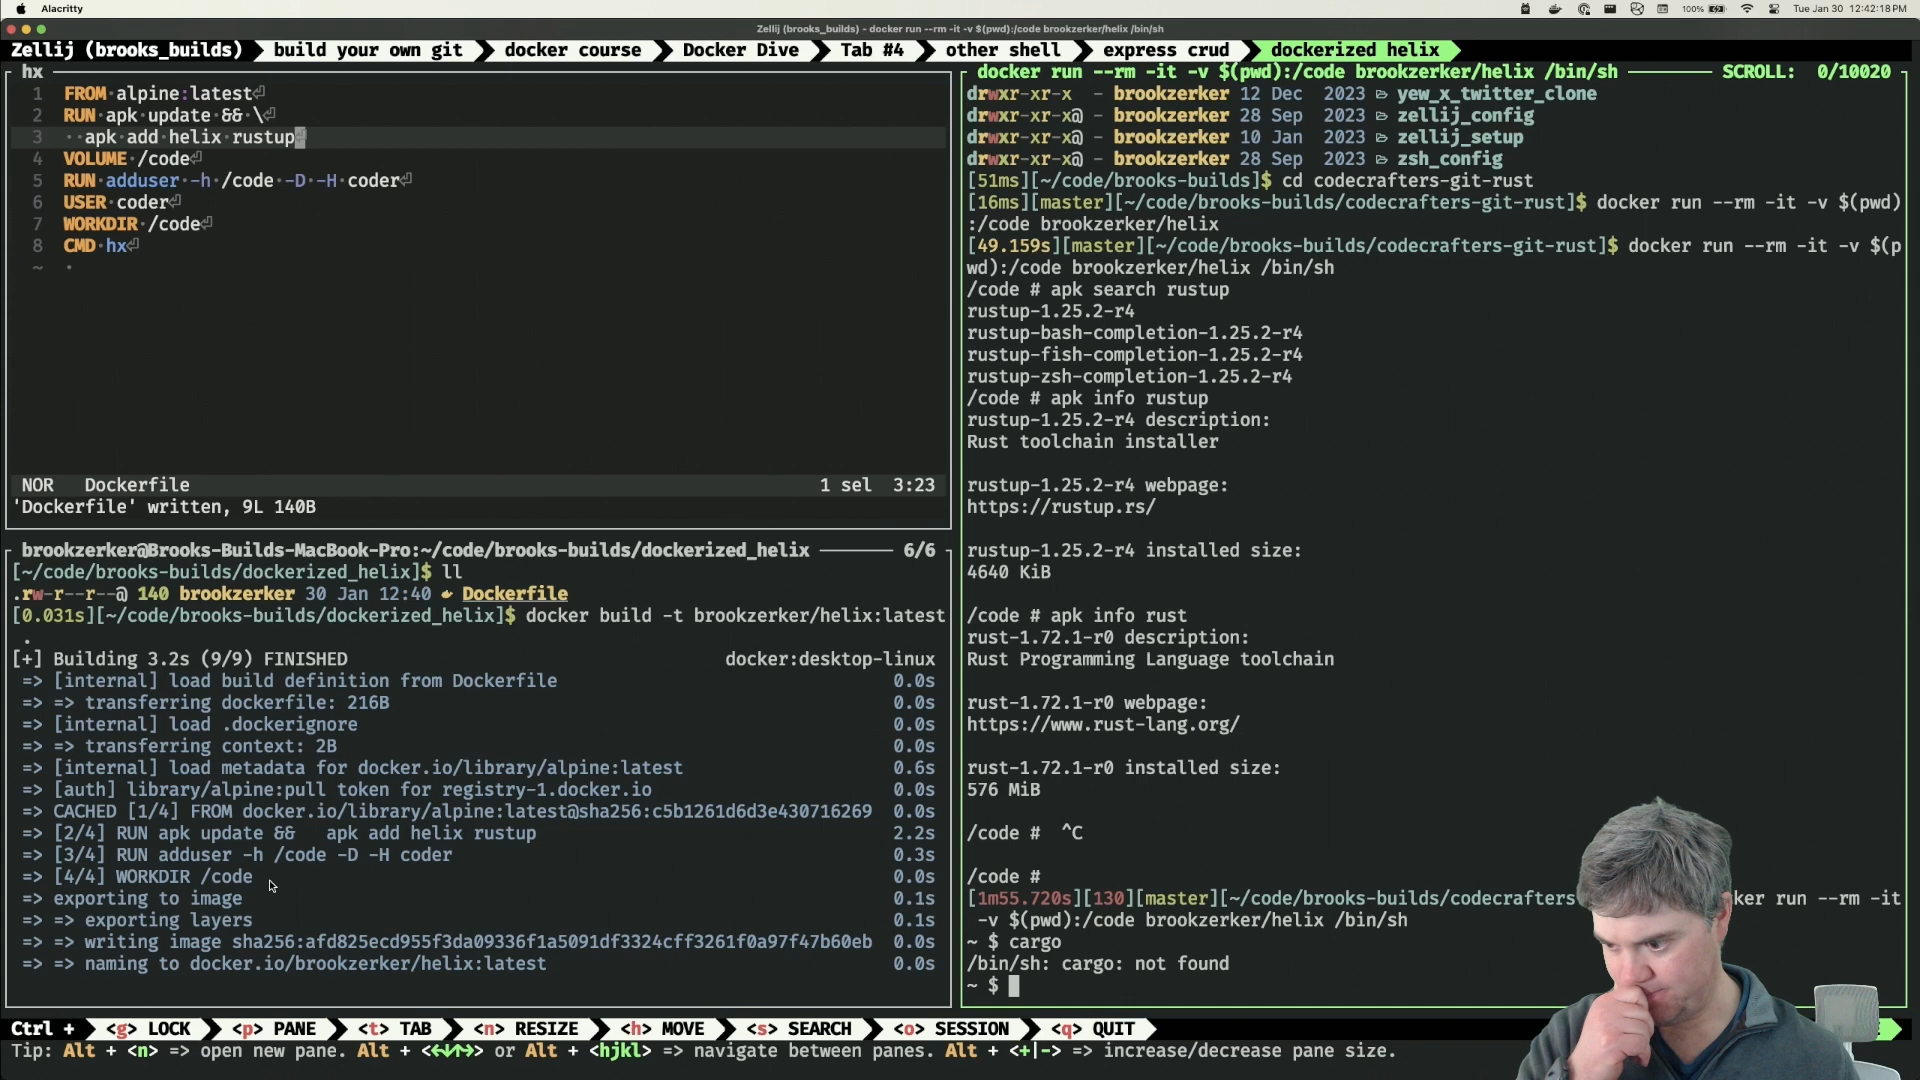 Alacritty
100%
Tue Jan 30 12:42:18 PM
Zellij (brooks_builds) - docker run --rm -it -v $(pwd):/code brookzerker/helix /bin/sh
Zellij (brooks_builds) build your own git docker course Docker Dive Tab #4 other shell express crud dockerized helix
hx
1 FROM·alpine:latest⏎
2 RUN·apk·update·&&·\⏎
3 ··apk·add·helix·rustup⏎
4 VOLUME·/code⏎
5 RUN·adduser·-h·/code·-D·-H·coder⏎
6 USER·coder⏎
7 WORKDIR·/code⏎
8 CMD·hx⏎
~ ·
NOR Dockerfile 1 sel 3:23
'Dockerfile' written, 9L 140B
brookzerker@Brooks-Builds-MacBook-Pro:~/code/brooks-builds/dockerized_helix 6/6
[~/code/brooks-builds/dockerized_helix]$ ll
.rw-r--r--@ 140 brookzerker 30 Jan 12:40 Dockerfile
[0.031s][~/code/brooks-builds/dockerized_helix]$ docker build -t brookzerker/helix:latest
.
[+] Building 3.2s (9/9) FINISHED docker:desktop-linux
=> [internal] load build definition from Dockerfile 0.0s
=> => transferring dockerfile: 216B 0.0s
=> [internal] load .dockerignore 0.0s
=> => transferring context: 2B 0.0s
=> [internal] load metadata for docker.io/library/alpine:latest 0.6s
=> [auth] library/alpine:pull token for registry-1.docker.io 0.0s
=> CACHED [1/4] FROM docker.io/library/alpine:latest@sha256:c5b1261d6d3e430716269 0.0s
=> [2/4] RUN apk update && apk add helix rustup 2.2s
=> [3/4] RUN adduser -h /code -D -H coder 0.3s
=> [4/4] WORKDIR /code 0.0s
=> exporting to image 0.1s
=> => exporting layers 0.1s
=> => writing image sha256:afd825ecd955f3da09336f1a5091df3324cff3261f0a97f47b60eb 0.0s
=> => naming to docker.io/brookzerker/helix:latest 0.0s
docker run --rm -it -v $(pwd):/code brookzerker/helix /bin/sh SCROLL: 0/10020
drwxr-xr-x - brookzerker 12 Dec 2023 yew_x_twitter_clone
drwxr-xr-x@ - brookzerker 28 Sep 2023 zellij_config
drwxr-xr-x@ - brookzerker 10 Jan 2023 zellij_setup
drwxr-xr-x@ - brookzerker 28 Sep 2023 zsh_config
[51ms][~/code/brooks-builds]$ cd codecrafters-git-rust
[16ms][master][~/code/brooks-builds/codecrafters-git-rust]$ docker run --rm -it -v $(pwd)
:/code brookzerker/helix
[49.159s][master][~/code/brooks-builds/codecrafters-git-rust]$ docker run --rm -it -v $(p
wd):/code brookzerker/helix /bin/sh
/code # apk search rustup
rustup-1.25.2-r4
rustup-bash-completion-1.25.2-r4
rustup-fish-completion-1.25.2-r4
rustup-zsh-completion-1.25.2-r4
/code # apk info rustup
rustup-1.25.2-r4 description:
Rust toolchain installer
rustup-1.25.2-r4 webpage:
https://rustup.rs/
rustup-1.25.2-r4 installed size:
4640 KiB
/code # apk info rust
rust-1.72.1-r0 description:
Rust Programming Language toolchain
rust-1.72.1-r0 webpage:
https://www.rust-lang.org/
rust-1.72.1-r0 installed size:
576 MiB
/code # ^C
/code #
[1m55.720s][130][master][~/code/brooks-builds/codecrafters ker run --rm -it
-v $(pwd):/code brookzerker/helix /bin/sh
~ $ cargo
/bin/sh: cargo: not found
~ $
Ctrl + <g> LOCK <p> PANE <t> TAB <n> RESIZE <h> MOVE <s> SEARCH <o> SESSION <q> QUIT
Tip: Alt + <n> => open new pane. Alt + <←↓↑→> or Alt + <hjkl> => navigate between panes. Alt + <+|-> => increase/decrease pane size.